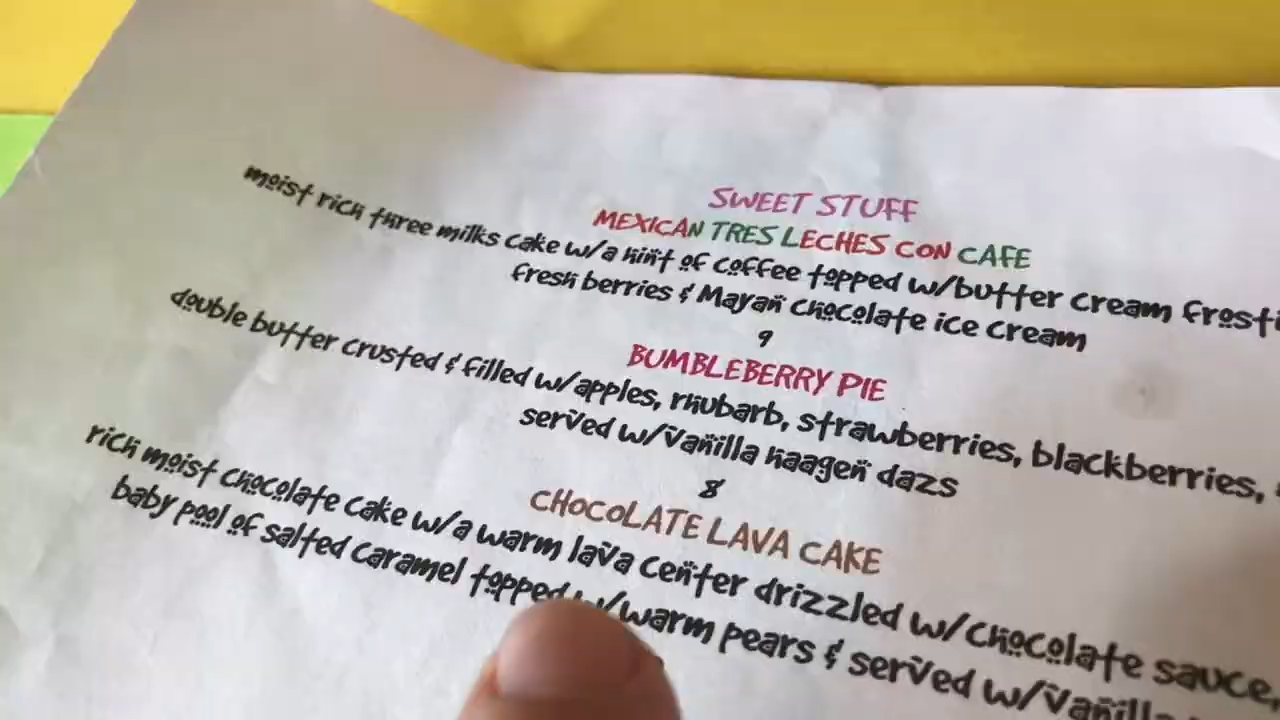 SWEET STUFF
MEXICAN TRES LECHES CON CAFE
moist rich three milks cake w/a hint of coffee topped w/butter cream
fresh berries & Mayan chocolate ice cream
9
BUMBLEBERRY PIE
double butter crusted & filled w/apples, rhubarb, strawberries, blackberries,
served w/vanilla haagen dazs
8
CHOCOLATE LAVA CAKE
rich moist chocolate cake w/a warm lava center drizzled w/chocolate sauce,
baby pool of salted caramel topped w/warm pears & served w/vanilla